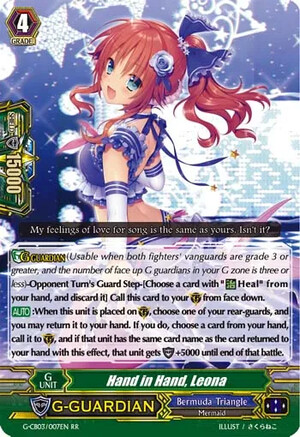 4
GRADE
15000
SHIELD
My feelings of love for song is the same as yours. Isn't it?
G GUARDIAN (Usable when both fighters' vanguards are grade 3 or
greater, and the number of face up G guardians in your G zone is three or
less)-Opponent Turn's Guard Step-[Choose a card with "Heal" from
your hand, and discard it] Call this card to your G from face down.
AUTO :When this unit is placed on G, choose one of your rear-guards, and
you may return it to your hand. If you do, choose a card from your hand,
call it to G, and if that unit has the same card name as the card returned to
your hand with this effect, that unit gets +5000 until end of that battle.
G
UNIT
Hand in Hand, Leona
G-GUARDIAN
Bermuda Triangle
Mermaid
G-CB03/007EN RR
ILLUST / さくらねこ